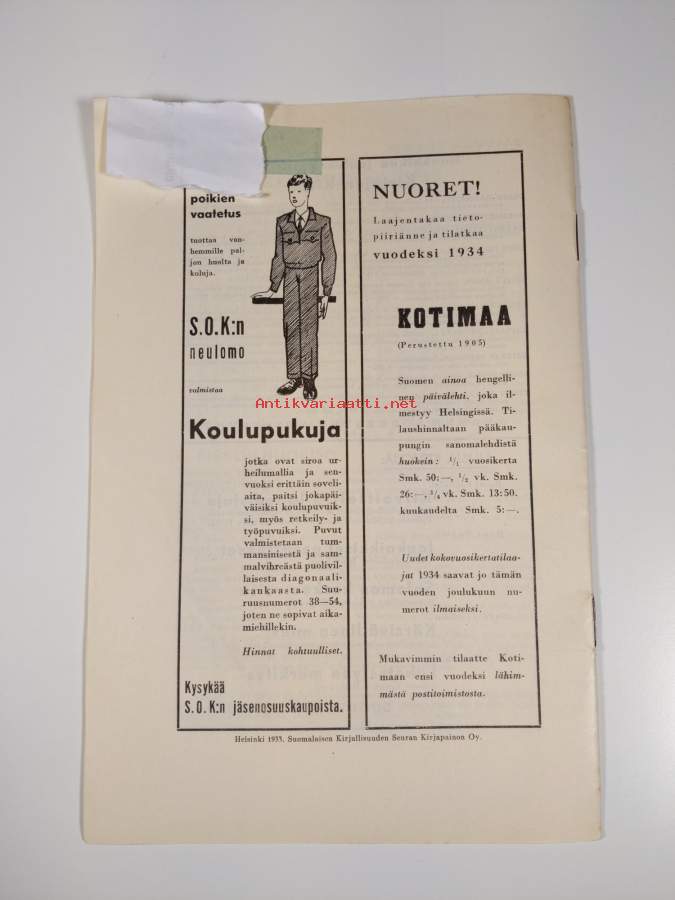 poikien
vaatetus
tuottaa van-
hemmille pal-
jon huolta ja
kuluja.
S.O.K:n
neulomo
valmistaa
Koulupukuja
jotka ovat siroa ur-
heilumallia ja sen-
vuoksi erittäin soveli-
aita, paitsi jokapäi-
väisiksi koulupuvuik-
si, myös retkeily- ja
työpuvuiksi. Puvut
valmistetaan tum-
mansinisestä ja sam-
malvihreästä puolivil-
laisesta diagonaali-
kankaasta. Suu-
ruusnumerot 38—54,
joten ne sopivat aika-
miehillekin.
Hinnat kohtuulliset.
Kysykää
S.O.K:n jäsenosuuskaupoista.
NUORET!
Laajentakaa tieto-
piiriänne ja tilatkaa
vuodeksi 1934
KOTIMAA
(Perustettu 1905)
Suomen ainoa hengelli-
nen päivälehti, joka il-
mestyy Helsingissä. Ti-
laushinnaltaan pääkau-
pungin sanomalehdistä
huokein: 1/1 vuosikerta
Smk. 50:—, 1/2 vk. Smk.
26:—, 1/4 vk. Smk. 13:50,
kuukaudelta Smk. 5:—.
Uudet kokovuosikertatilaa-
jat 1934 saavat jo tämän
vuoden joulukuun nu-
merot ilmaiseksi.
Mukavimmin tilaatte Koti-
maan ensi vuodeksi lähim-
mästä postitoimistosta.
Helsinki 1933. Suomalaisen Kirjallisuuden Seuran Kirjapainon Oy.
Antikvariaatti.net